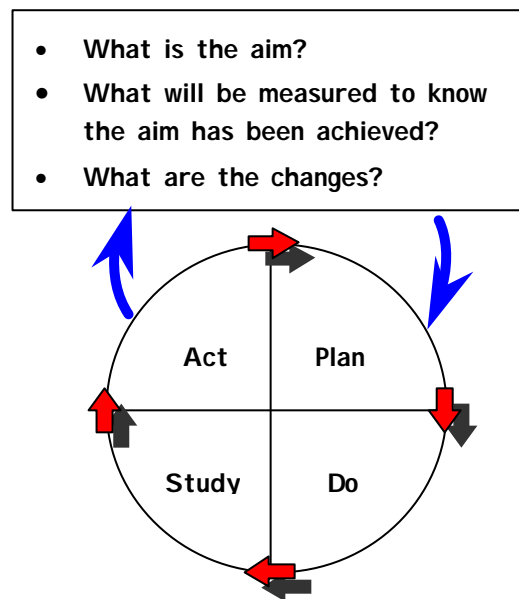 • What is the aim?
• What will be measured to know
the aim has been achieved?
• What are the changes?
Act Plan
Study Do